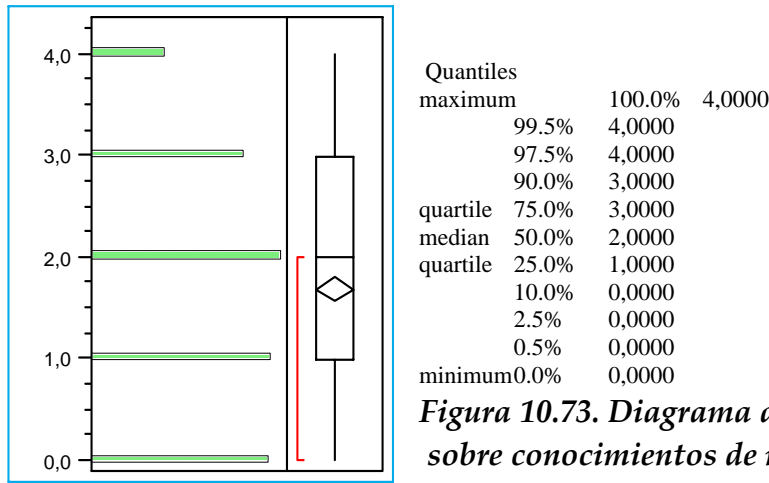 4,0
3,0
2,0
1,0
0,0
Quantiles
maximum 100.0% 4,0000
99.5% 4,0000
97.5% 4,0000
90.0% 3,0000
quartile 75.0% 3,0000
median 50.0% 2,0000
quartile 25.0% 1,0000
10.0% 0,0000
2.5% 0,0000
0.5% 0,0000
minimum0.0% 0,0000
Figura 10.73. Diagrama
sobre conocimientos de